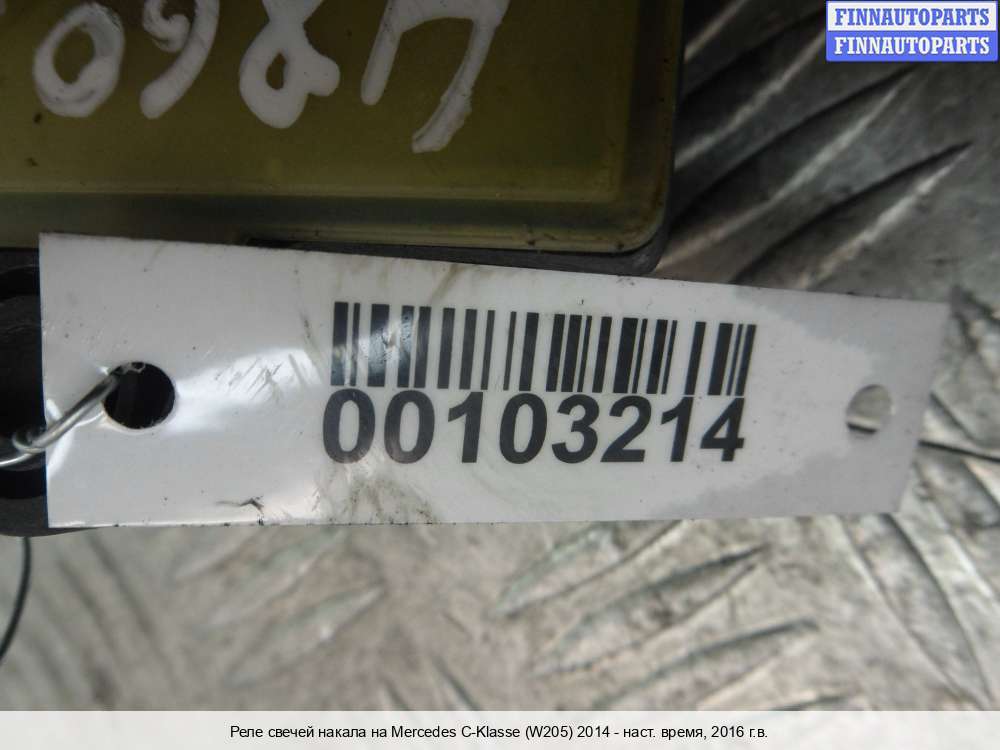 FINNAUTOPARTS
FINNAUTOPARTS
00103214
Реле свечей накала на Mercedes C-Klasse (W205) 2014 - наст. время, 2016 г.в.